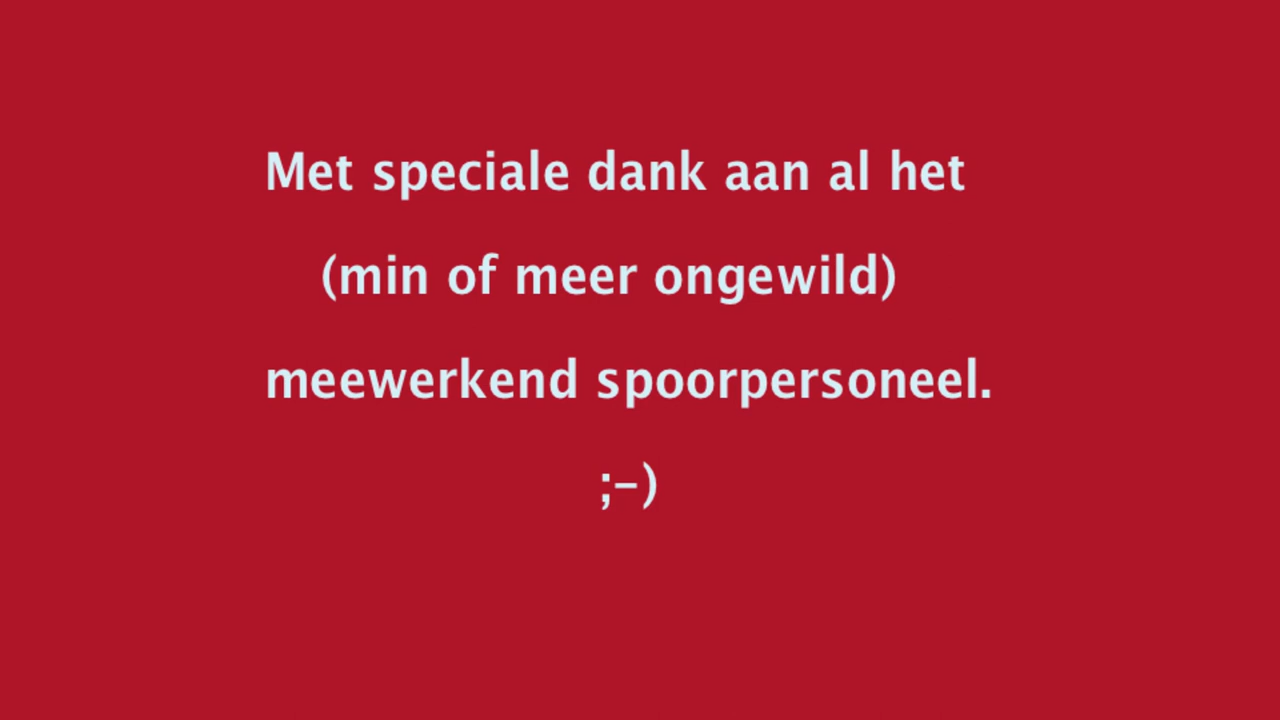 Met speciale dank aan al het
(min of meer ongewild)
meewerkend spoorpersoneel.
;-)